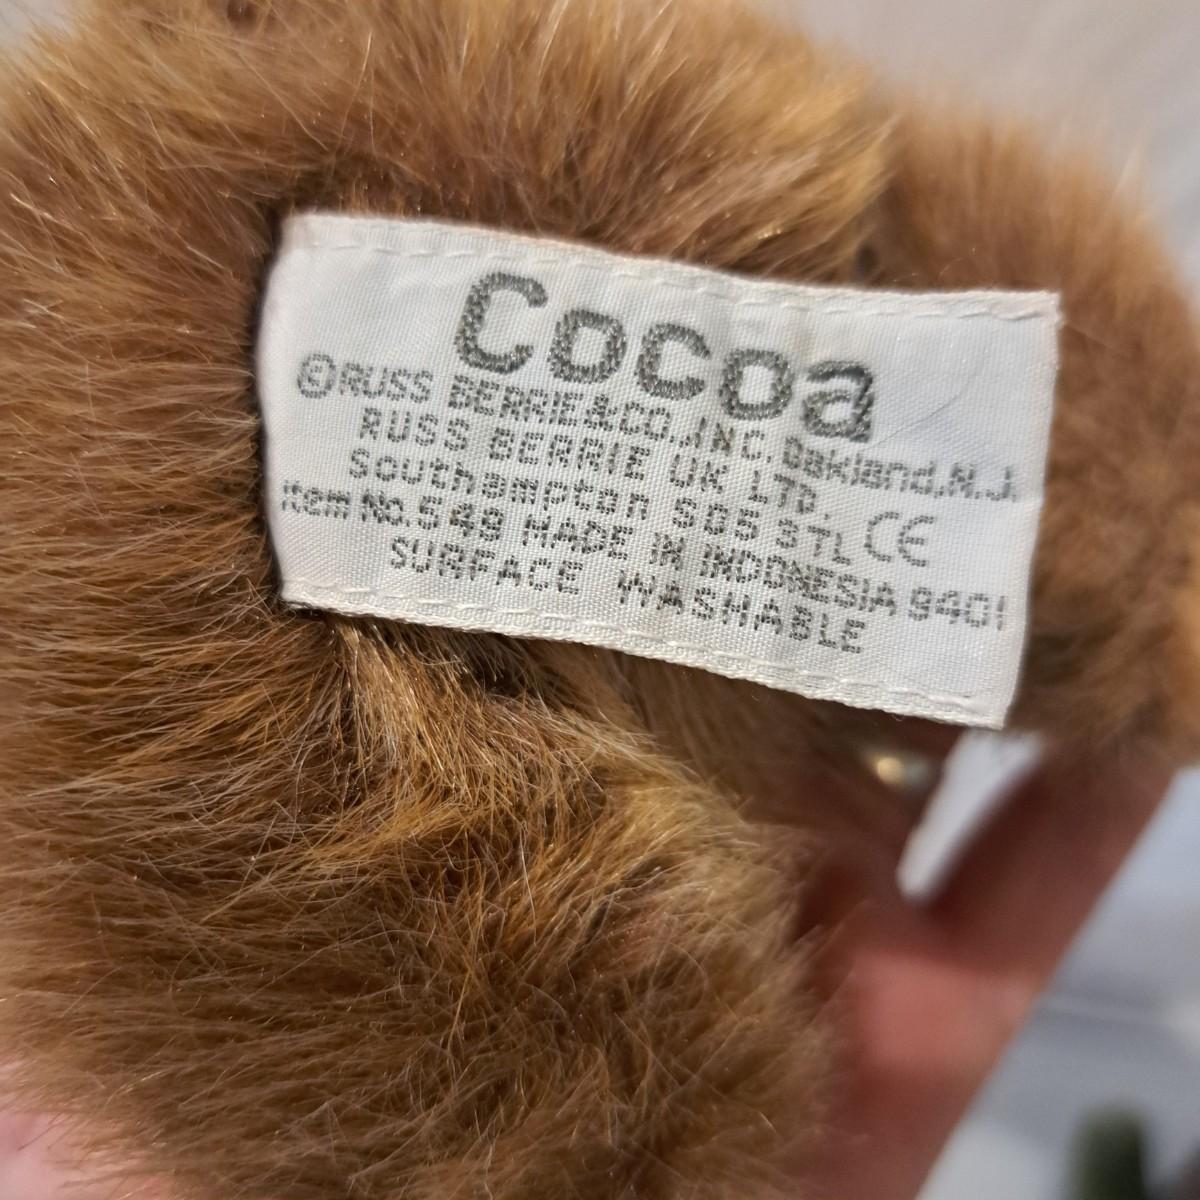 Cocoa
©RUSS BERRIE&CO.,INC. Oakland,N.J.
RUSS BERRIE UK LTD.
Southampton SO5 3TL CE
Item No.549 MADE IN INDONESIA 9401
SURFACE WASHABLE